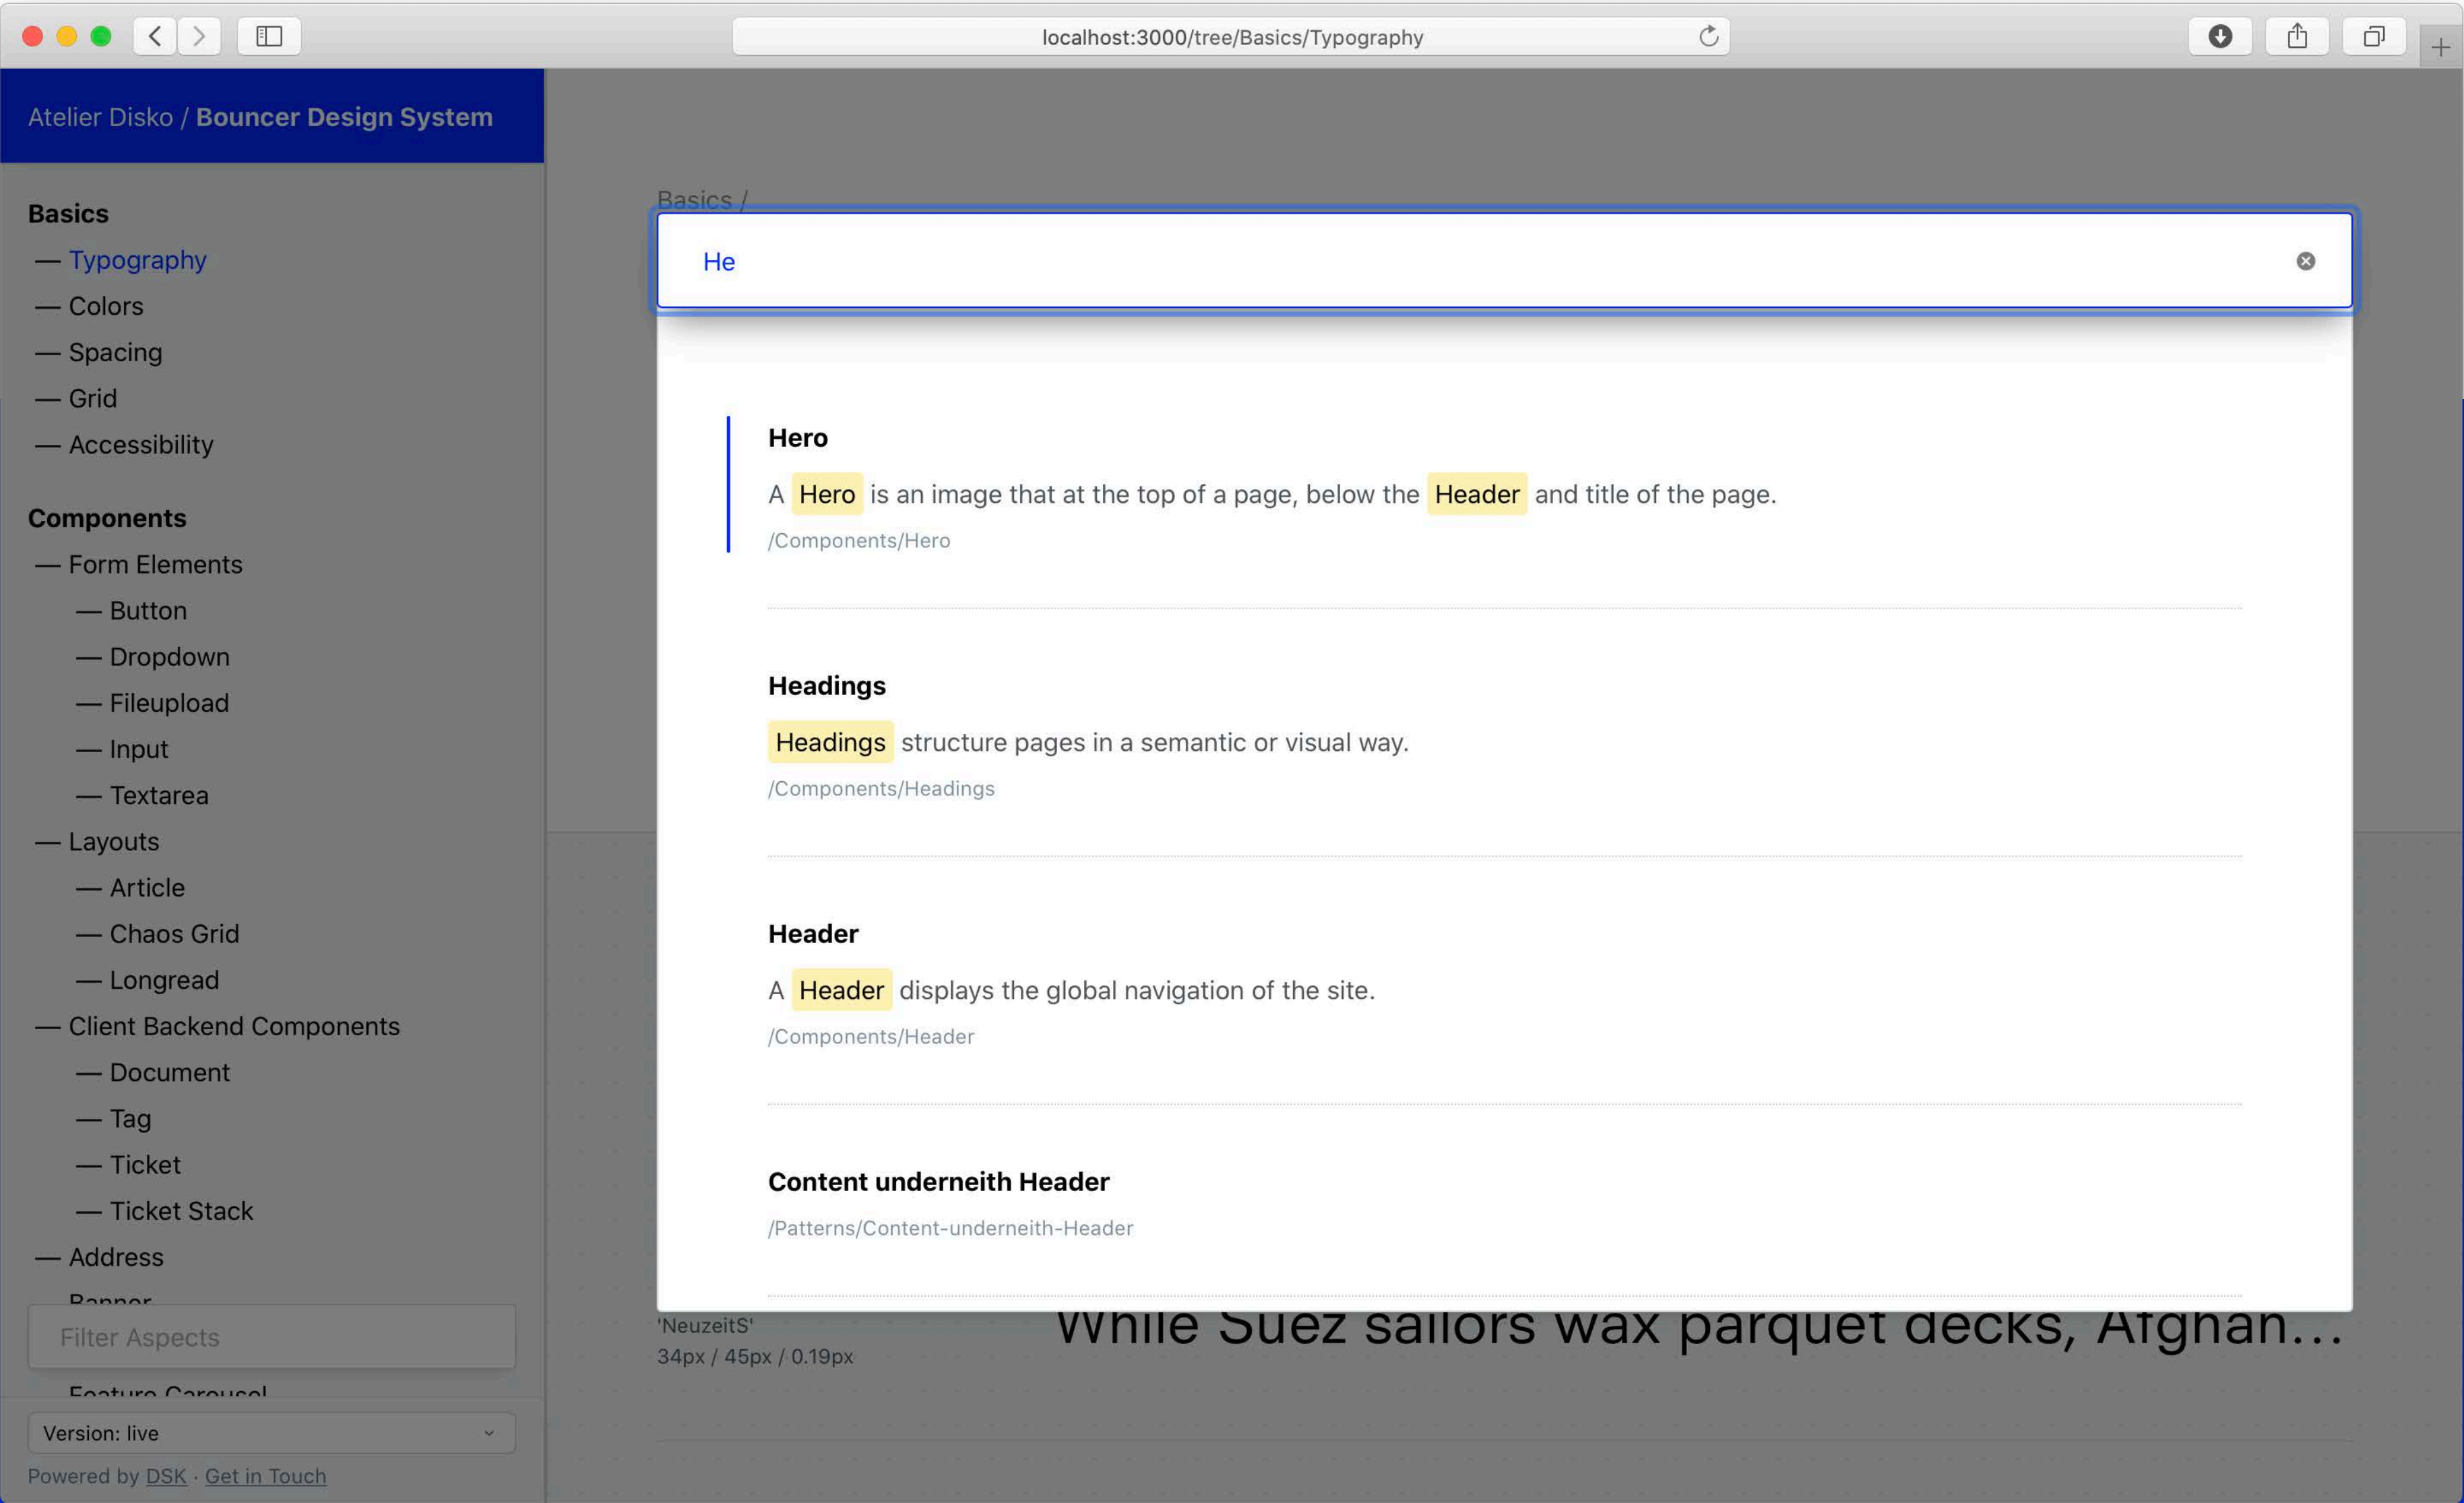 localhost:3000/tree/Basics/Typography
Atelier Disko / Bouncer Design System
Basics
— Typography
— Colors
— Spacing
— Grid
— Accessibility
Components
— Form Elements
— Button
— Dropdown
— Fileupload
— Input
— Textarea
— Layouts
— Article
— Chaos Grid
— Longread
— Client Backend Components
— Document
— Tag
— Ticket
— Ticket Stack
— Address
Banner
Filter Aspects
Feature Carousel
Version: live
Powered by DSK · Get in Touch
Basics /
He
Hero
A Hero is an image that at the top of a page, below the Header and title of the page.
/Components/Hero
Headings
Headings structure pages in a semantic or visual way.
/Components/Headings
Header
A Header displays the global navigation of the site.
/Components/Header
Content underneith Header
/Patterns/Content-underneith-Header
'NeuzeitS'
34px / 45px / 0.19px
While Suez sailors wax parquet decks, Afghan...